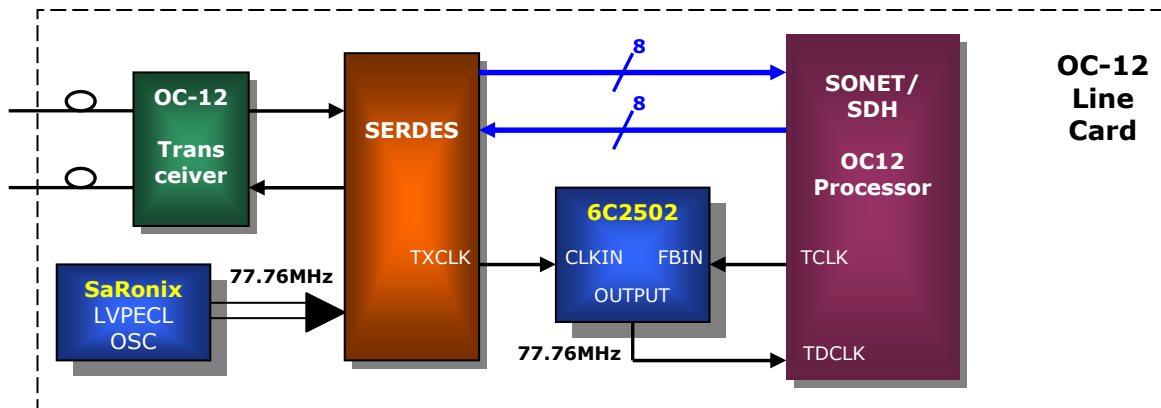 OC-12
Trans
ceiver
SERDES
TXCLK
8
8
SONET/
SDH
OC12
Processor
TCLK
TDCLK
OC-12
Line
Card
6C2502
CLKIN FBIN
OUTPUT
77.76MHz
SaRonix
LVPECL
OSC
77.76MHz